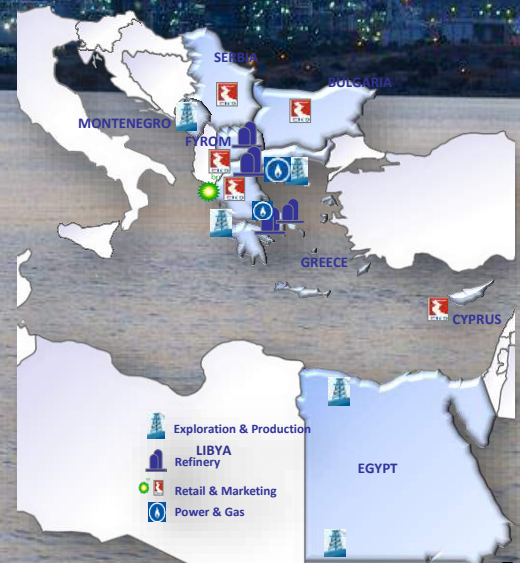 SERBIA
BULGARIA
MONTENEGRO
FYROM
GREECE
CYPRUS
Exploration & Production
LIBYA
Refinery
Retail & Marketing
Power & Gas
EGYPT